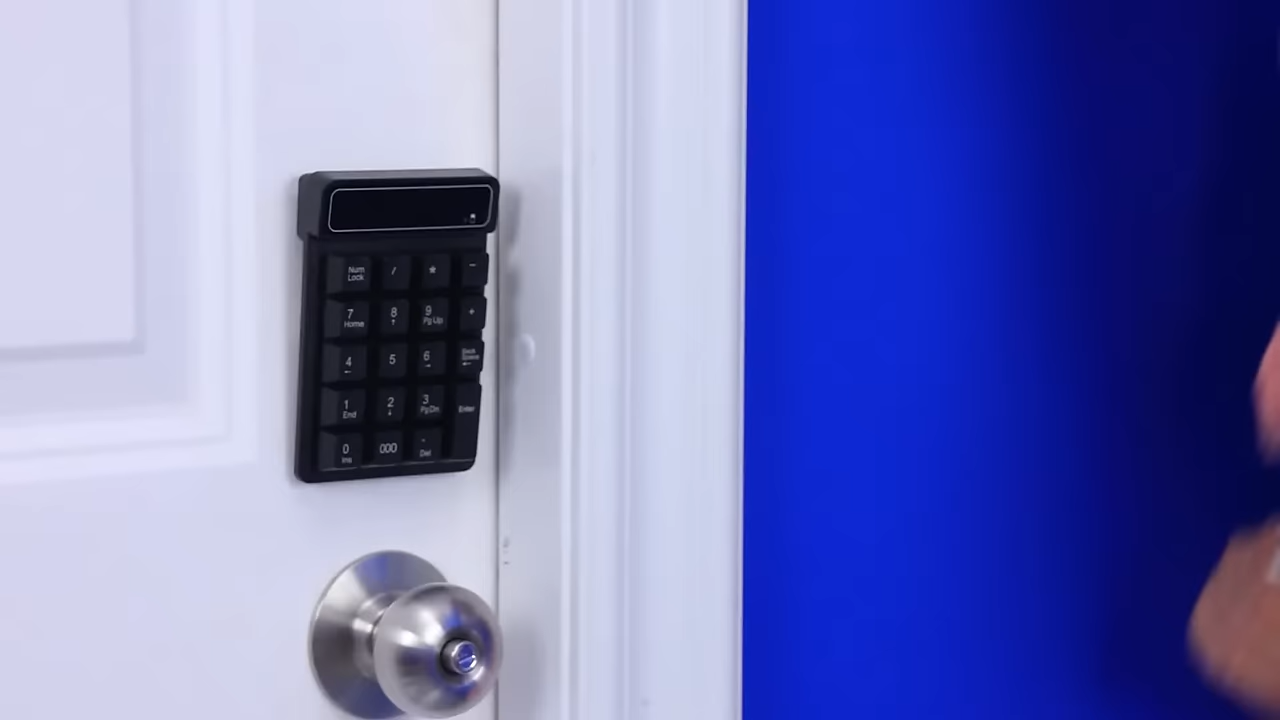 Num Lock / * -
7 Home 8 ↑ 9 Pg Up +
4 ← 5 6 → Back Space ←
1 End 2 ↓ 3 Pg Dn Enter
0 Ins 000 . Del